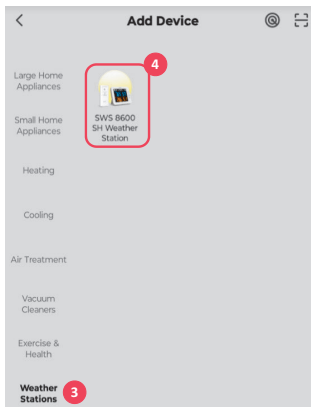 Add Device
Large Home
Appliances
4
SWS 8600
SH Weather
Station
Small Home
Appliances
Heating
Cooling
Air Treatment
Vacuum
Cleaners
Exercise &
Health
Weather
Stations
3